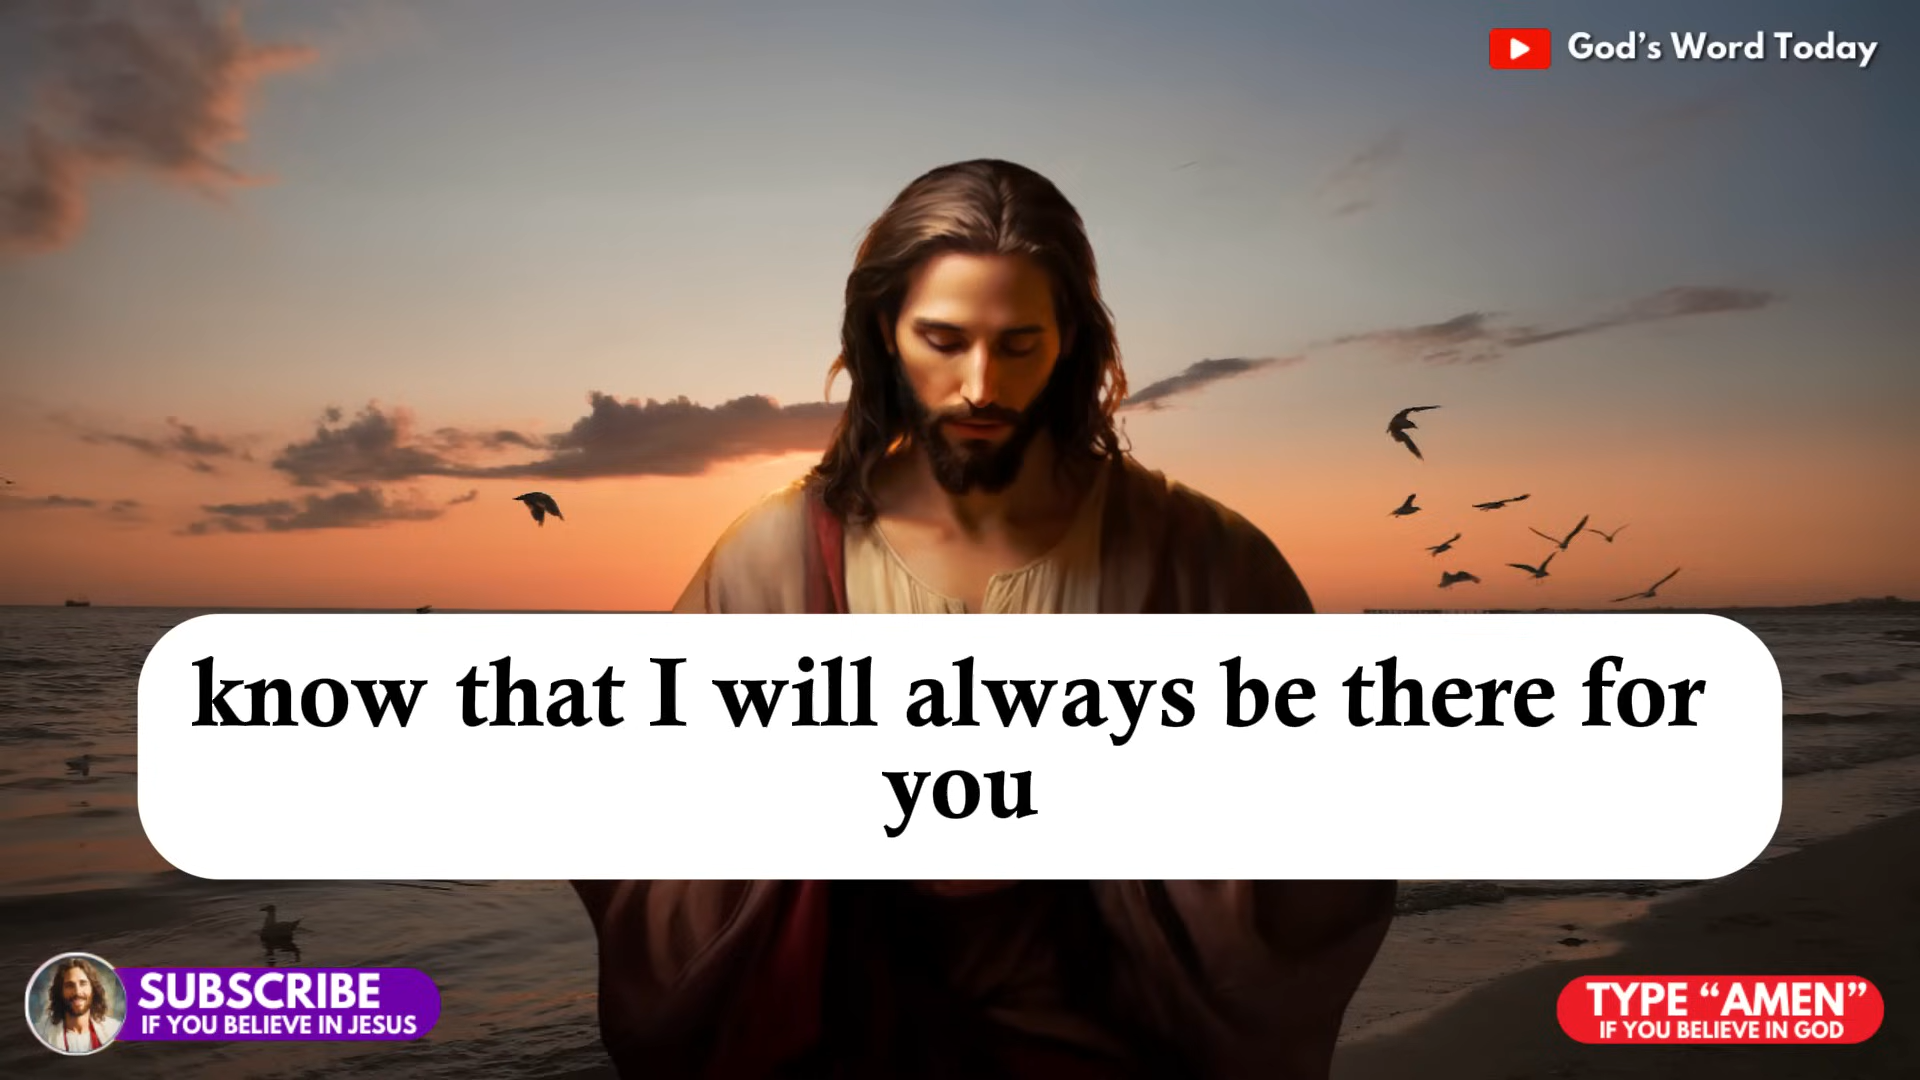 God's Word Today
know that I will always be there for
you
SUBSCRIBE
IF YOU BELIEVE IN JESUS
TYPE “AMEN”
IF YOU BELIEVE IN GOD